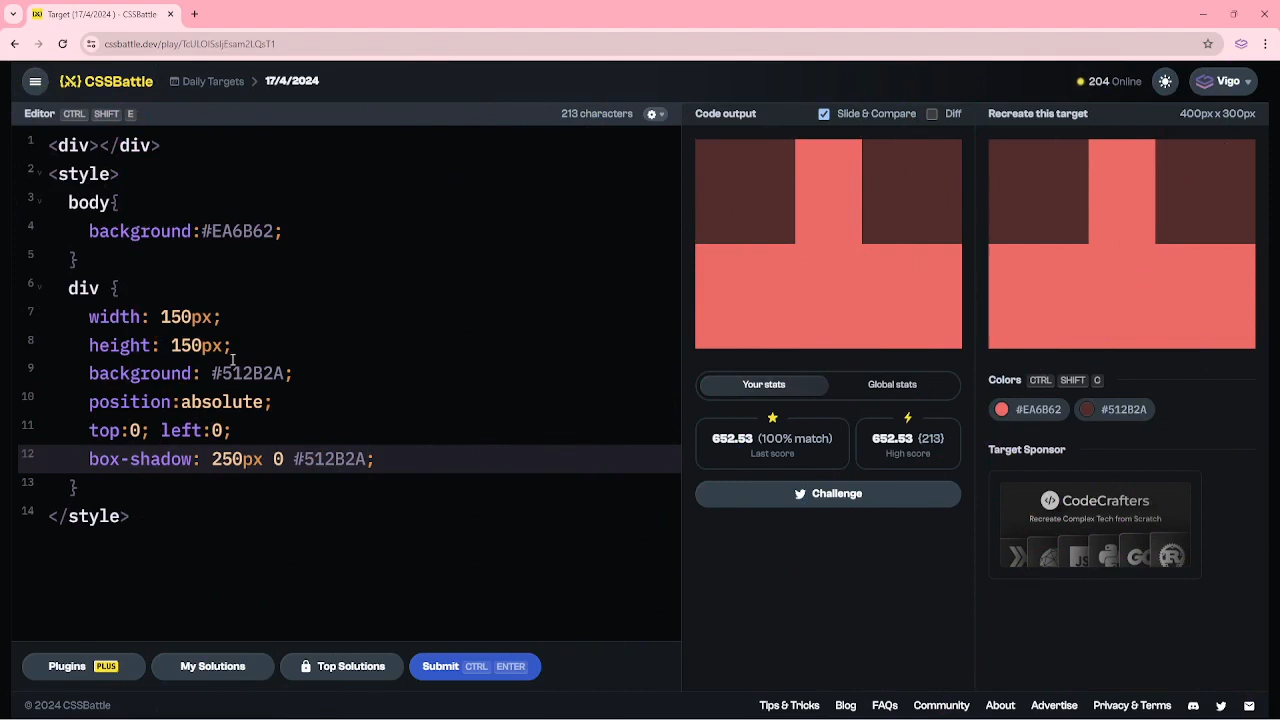 Target (17/4/2024 ) - CSSBattle
cssbattle.dev/play/TcULOlSsIjEsam2LQsT1
{X} CSSBattle
Daily Targets > 17/4/2024
204 Online
Vigo
Editor CTRL SHIFT E
213 characters
Code output
Slide & Compare
Diff
Recreate this target
400px x 300px
1 <div></div>
2 <style>
3 body{
4 background:#EA6B62;
5 }
6 div {
7 width: 150px;
8 height: 150px;
9 background: #512B2A;
10 position:absolute;
11 top:0; left:0;
12 box-shadow: 250px 0 #512B2A;
13 }
14 </style>
Your stats
Global stats
652.53 (100% match)
Last score
652.53 {213}
High score
Challenge
Colors CTRL SHIFT C
#EA6B62
#512B2A
Target Sponsor
CodeCrafters
Recreate Complex Tech from Scratch
JS
GO
Plugins PLUS
My Solutions
Top Solutions
Submit CTRL ENTER
© 2024 CSSBattle
Tips & Tricks
Blog
FAQs
Community
About
Advertise
Privacy & Terms